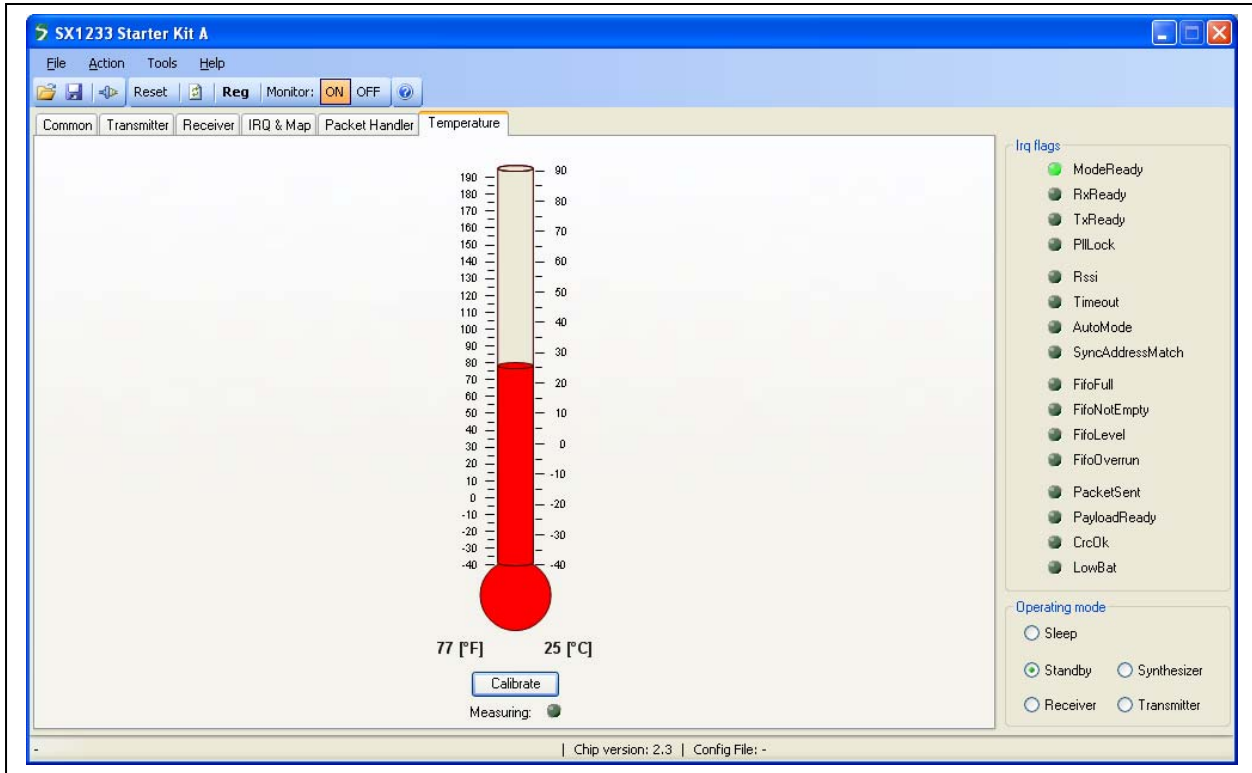 SX1233 Starter Kit A
File Action Tools Help
Reset Reg Monitor: ON OFF
Common Transmitter Receiver IRQ & Map Packet Handler Temperature
190
180
170
160
150
140
130
120
110
100
90
80
70
60
50
40
30
20
10
0
-10
-20
-30
-40
90
80
70
60
50
40
30
20
10
0
-10
-20
-30
-40
77 [°F] 25 [°C]
Calibrate
Measuring:
Irq flags
ModeReady
RxReady
TxReady
PllLock
Rssi
Timeout
AutoMode
SyncAddressMatch
FifoFull
FifoNotEmpty
FifoLevel
FifoOverrun
PacketSent
PayloadReady
CrcOk
LowBat
Operating mode
Sleep
Standby Synthesizer
Receiver Transmitter
- | Chip version: 2.3 | Config File: -